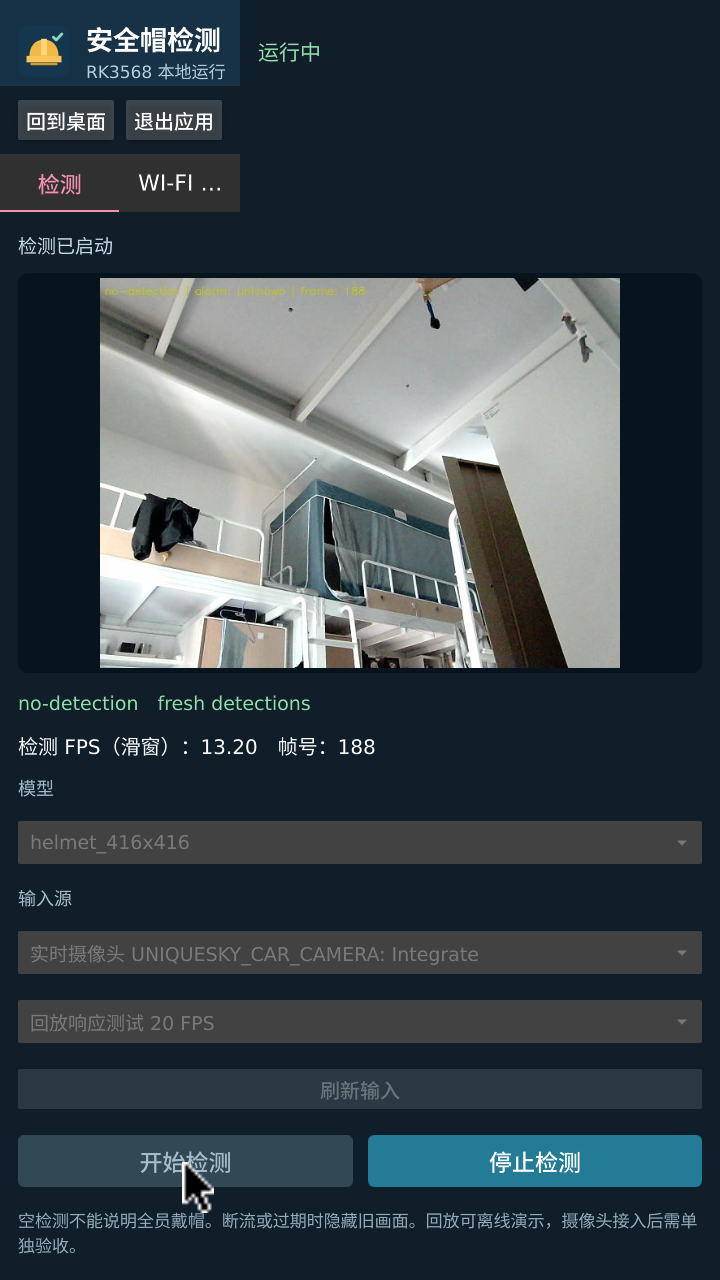 安全帽检测
RK3568 本地运行
运行中
回到桌面 退出应用
检测 WI-FI ...
检测已启动
no-detection | alarm: unknown | frame: 188
no-detection fresh detections
检测 FPS（滑窗）：13.20 帧号：188
模型
helmet_416x416
输入源
实时摄像头 UNIQUESKY_CAR_CAMERA: Integrate
回放响应测试 20 FPS
刷新输入
开始检测 停止检测
空检测不能说明全员戴帽。断流或过期时隐藏旧画面。回放可离线演示，摄像头接入后需单
独验收。